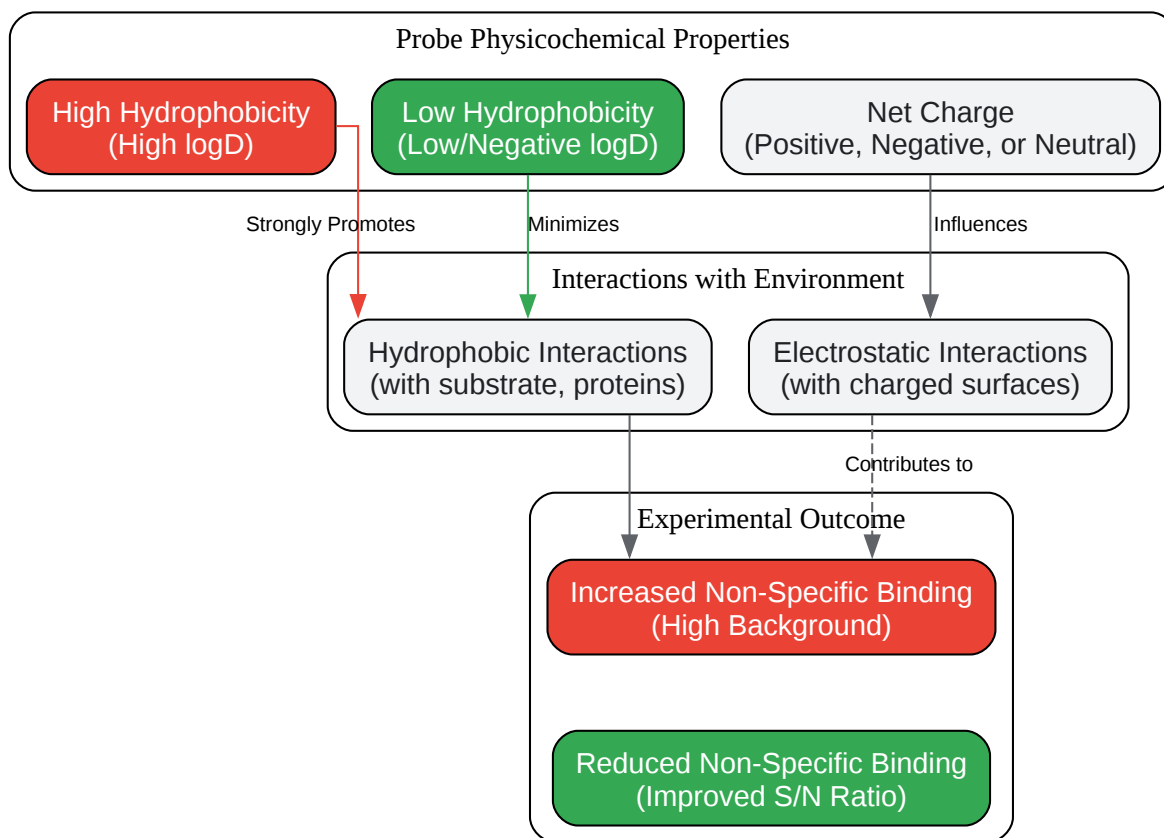 Probe Physicochemical Properties
High Hydrophobicity
(High logD)
Low Hydrophobicity
(Low/Negative logD)
Net Charge
(Positive, Negative, or Neutral)
Strongly Promotes
Minimizes
Influences
Interactions with Environment
Hydrophobic Interactions
(with substrate, proteins)
Electrostatic Interactions
(with charged surfaces)
Contributes to
Experimental Outcome
Increased Non-Specific Binding
(High Background)
Reduced Non-Specific Binding
(Improved S/N Ratio)